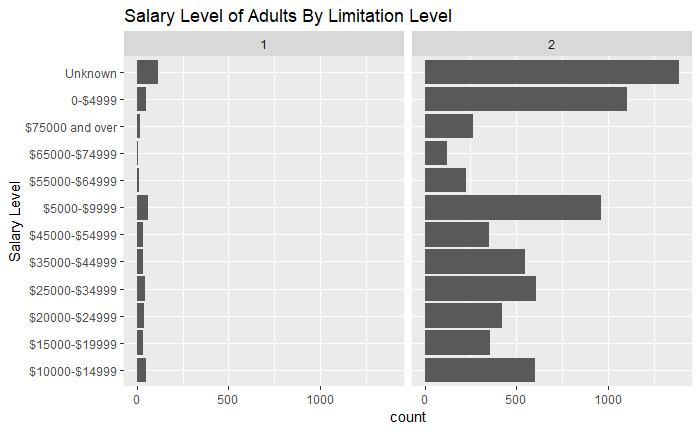 Salary Level of Adults By Limitation Level
1 2
Unknown
0-$4999
$75000 and over
$65000-$74999
$55000-$64999
$5000-$9999
$45000-$54999
$35000-$44999
$25000-$34999
$20000-$24999
$15000-$19999
$10000-$14999
Salary Level
0 500 1000 0 500 1000
count